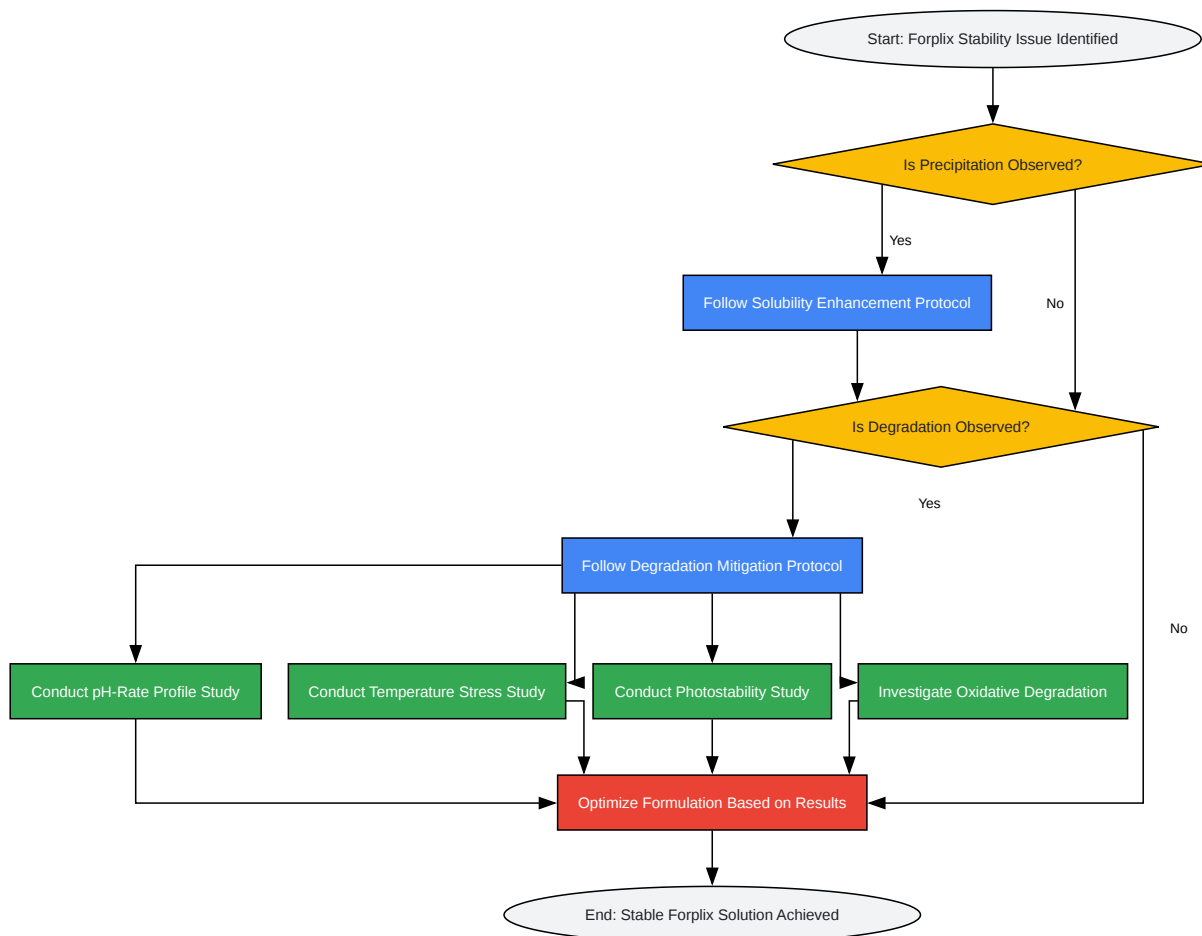 Start: Forplix Stability Issue Identified
Is Precipitation Observed?
Yes
Follow Solubility Enhancement Protocol
No
Is Degradation Observed?
Yes
Follow Degradation Mitigation Protocol
No
Conduct pH-Rate Profile Study
Conduct Temperature Stress Study
Conduct Photostability Study
Investigate Oxidative Degradation
Optimize Formulation Based on Results
End: Stable Forplix Solution Achieved